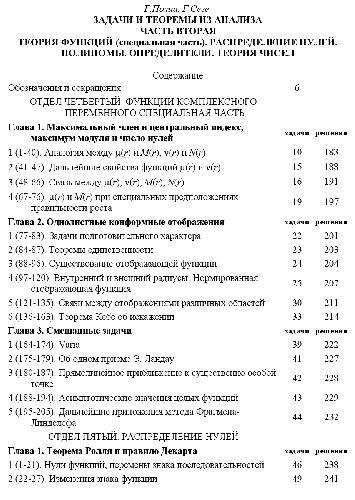 Г.Полиа, Г.Сеге
ЗАДАЧИ И ТЕОРЕМЫ ИЗ АНАЛИЗА
ЧАСТЬ ВТОРАЯ
ТЕОРИЯ ФУНКЦИЙ (специальная часть). РАСПРЕДЕЛЕНИЕ НУЛЕЙ.
ПОЛИНОМЫ. ОПРЕДЕЛИТЕЛИ. ТЕОРИЯ ЧИСЕЛ
Содержание
Обозначения и сокращения 6
ОТДЕЛ ЧЕТВЕРТЫЙ. ФУНКЦИИ КОМПЛЕКСНОГО
ПЕРЕМЕННОГО СПЕЦИАЛЬНАЯ ЧАСТЬ
Глава 1. Максимальный член и центральный индекс, задачи решения
максимум модуля и число нулей
1 (1-40). Аналогия между μ(r) и M(r), ν(r) и N(r) 10 183
2 (41-47). Дальнейшие свойства функций μ(r) и ν(r) 15 188
3 (48-66). Связь между μ(r), ν(r), M(r), N(r) 16 191
4 (67-76). μ(r) и M(r) при специальных предположениях 19 197
правильности роста
Глава 2. Однолистные конформные отображения задачи решения
1 (77-83). Задачи подготовительного характера 22 201
2 (84-87). Теоремы единственности 23 203
3 (88-96). Существование отображающей функции 24 204
4 (97-120). Внутренний и внешний радиусы. Нормированная 25 207
отображающая функция
5 (121-135). Связи между отображениями различных областей 30 211
6 (136-163). Теорема Кебе об искажении 33 214
Глава 3. Смешанные задачи задачи решения
1 (164-174). Varia 39 222
2 (175-179). Об одном приеме Э. Ландау 41 227
3 (180-187). Прямолинейное приближение к существенно особой 42 228
точке
4 (188-194). Асимптотические значения целых функций 43 229
5 (195-205). Дальнейшие приложения метода Фрагмена- 44 232
Линделефа
ОТДЕЛ ПЯТЫЙ. РАСПРЕДЕЛЕНИЕ НУЛЕЙ
Глава 1. Теорема Ролля и правило Декарта задачи решения
1 (1-21). Нули функций, перемены знака последовательностей 46 238
2 (22-27). Изменения знака функции 49 241